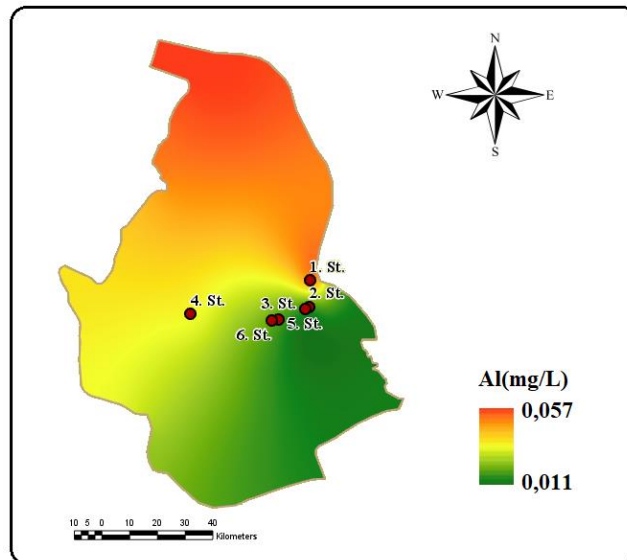 N
W E
S
1. St.
2. St.
4. St. 3. St.
5. St.
6. St.
Al(mg/L)
0,057
0,011
10 5 0 10 20 30 40
Kilometers